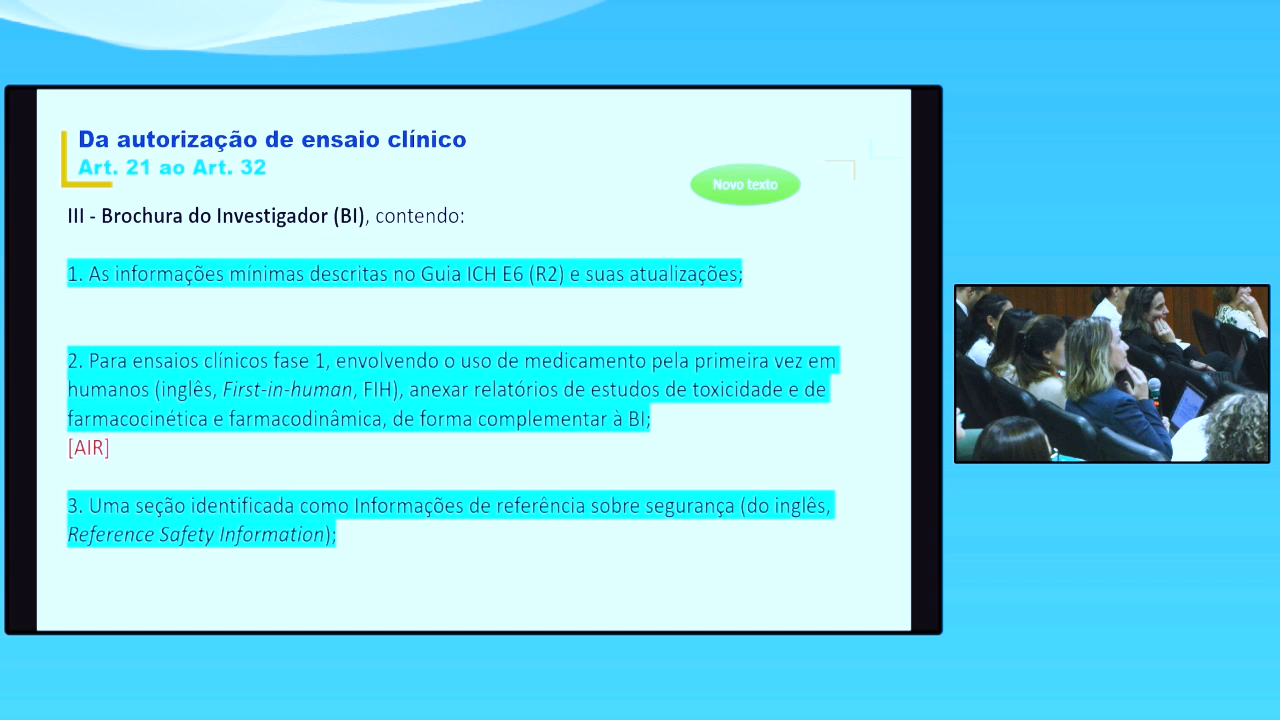 Da autorização de ensaio clínico
Art. 21 ao Art. 32
Novo texto
III - Brochura do Investigador (BI), contendo:
1. As informações mínimas descritas no Guia ICH E6 (R2) e suas atualizações;
2. Para ensaios clínicos fase 1, envolvendo o uso de medicamento pela primeira vez em
humanos (inglês, First-in-human, FIH), anexar relatórios de estudos de toxicidade e de
farmacocinética e farmacodinâmica, de forma complementar à BI;
[AIR]
3. Uma seção identificada como Informações de referência sobre segurança (do inglês,
Reference Safety Information);